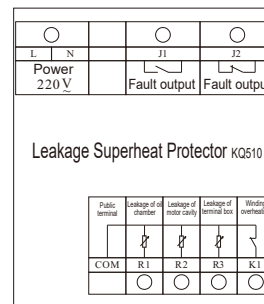 L N J1 J2
Power
220V~
Fault output Fault outpu
Leakage Superheat Protector KQ510
Public terminal
Leakage of oil chamber
Leakage of motor cavity
Leakage of terminal box
Winding overheati
COM R1 R2 R3 K1